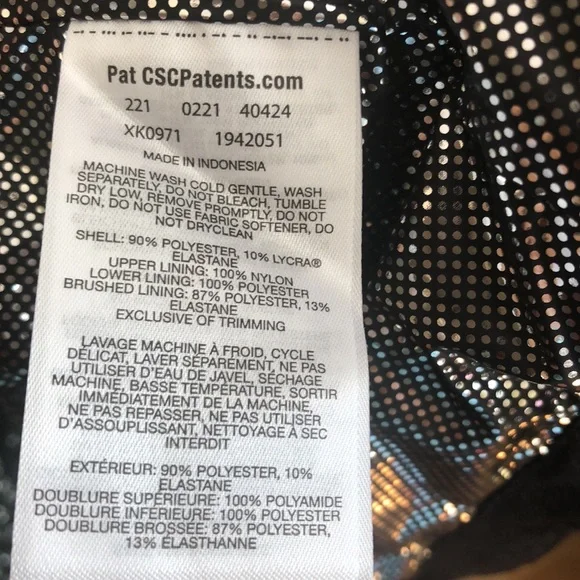 Pat CSCPatents.com
221 0221 40424
XK0971 1942051
MADE IN INDONESIA
MACHINE WASH COLD GENTLE, WASH
SEPARATELY, DO NOT BLEACH, TUMBLE
DRY LOW, REMOVE PROMPTLY, DO NOT
IRON, DO NOT USE FABRIC SOFTENER, DO
NOT DRYCLEAN
SHELL: 90% POLYESTER, 10% LYCRA®
ELASTANE
UPPER LINING: 100% NYLON
LOWER LINING: 100% POLYESTER
BRUSHED LINING: 87% POLYESTER, 13%
ELASTANE
EXCLUSIVE OF TRIMMING
LAVAGE MACHINE À FROID, CYCLE
DÉLICAT, LAVER SÉPAREMENT, NE PAS
UTILISER D'EAU DE JAVEL, SÉCHAGE
MACHINE, BASSE TEMPÉRATURE, SORTIR
IMMÉDIATEMENT DE LA MACHINE,
NE PAS REPASSER, NE PAS UTILISER
D'ASSOUPLISSANT, NETTOYAGE À SEC
INTERDIT
EXTÉRIEUR: 90% POLYESTER, 10%
ELASTANE
DOUBLURE SUPÉRIEURE: 100% POLYAMIDE
DOUBLURE INFERIEURE: 100% POLYESTER
DOUBLURE BROSSÉE: 87% POLYESTER,
13% ÉLASTHANNE